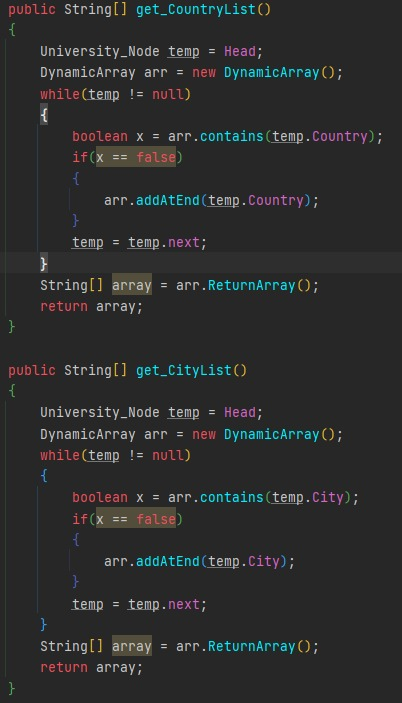 public String[] get_CountryList()
{
    University_Node temp = Head;
    DynamicArray arr = new DynamicArray();
    while(temp != null)
    {
        boolean x = arr.contains(temp.Country);
        if(x == false)
        {
            arr.addAtEnd(temp.Country);
        }
        temp = temp.next;
    }
    String[] array = arr.ReturnArray();
    return array;
}

public String[] get_CityList()
{
    University_Node temp = Head;
    DynamicArray arr = new DynamicArray();
    while(temp != null)
    {
        boolean x = arr.contains(temp.City);
        if(x == false)
        {
            arr.addAtEnd(temp.City);
        }
        temp = temp.next;
    }
    String[] array = arr.ReturnArray();
    return array;
}